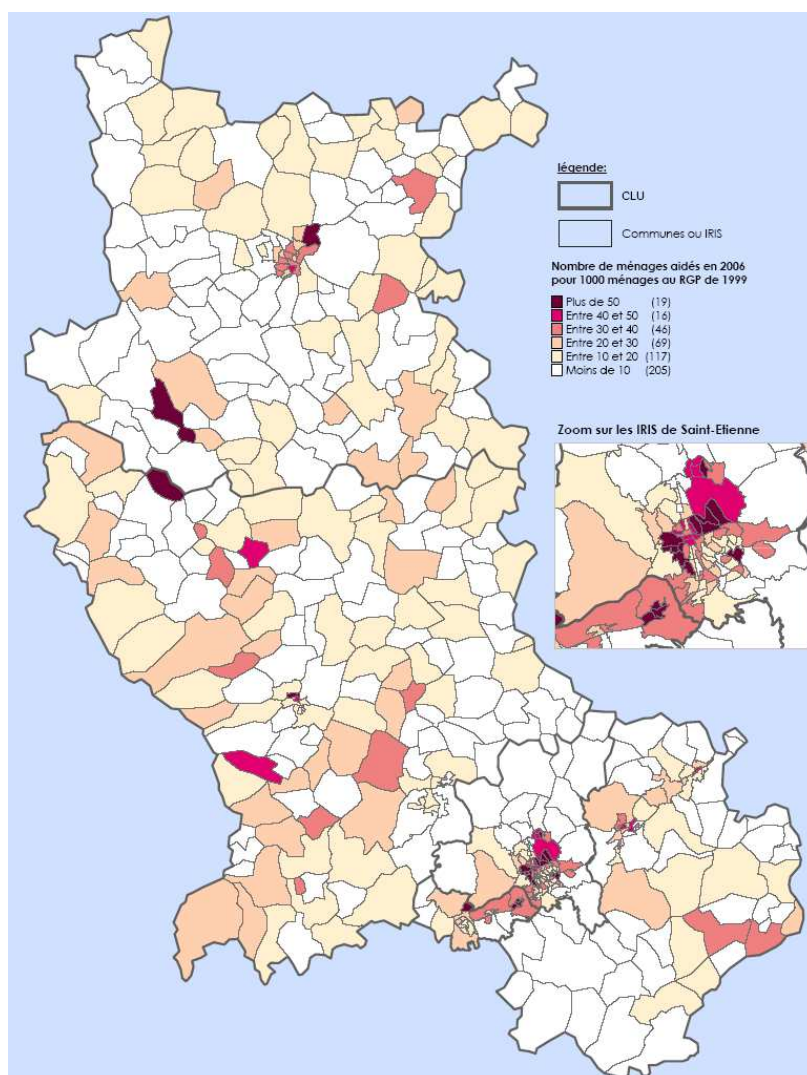 légende:
CLU
Communes ou IRIS
Nombre de ménages aidés en 2006
pour 1000 ménages au RGP de 1999
Plus de 50 (19)
Entre 40 et 50 (16)
Entre 30 et 40 (46)
Entre 20 et 30 (69)
Entre 10 et 20 (117)
Moins de 10 (205)
Zoom sur les IRIS de Saint-Etienne